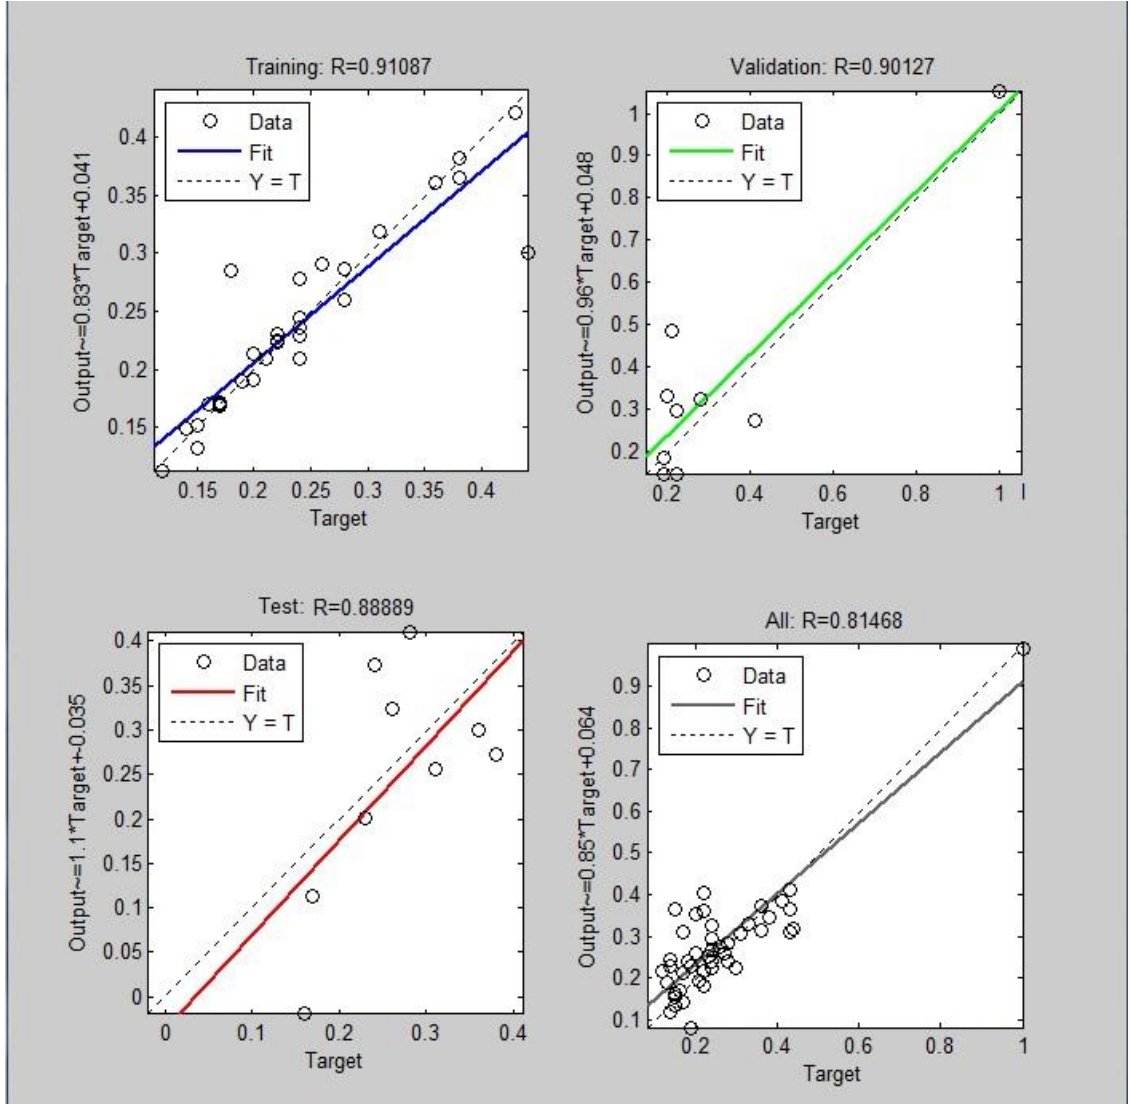 Training: R=0.91087
Data
Fit
Y = T
Output~=0.83*Target+0.041
0.4
0.35
0.3
0.25
0.2
0.15
0.15 0.2 0.25 0.3 0.35 0.4
Target
Validation: R=0.90127
Data
Fit
Y = T
Output~=0.96*Target+0.048
1
0.9
0.8
0.7
0.6
0.5
0.4
0.3
0.2
0.2 0.4 0.6 0.8 1
Target
Test: R=0.88889
Data
Fit
Y = T
Output~=1.1*Target+-0.035
0.4
0.35
0.3
0.25
0.2
0.15
0.1
0.05
0
0 0.1 0.2 0.3 0.4
Target
All: R=0.81468
Data
Fit
Y = T
Output~=0.85*Target+0.064
0.9
0.8
0.7
0.6
0.5
0.4
0.3
0.2
0.1
0.2 0.4 0.6 0.8 1
Target